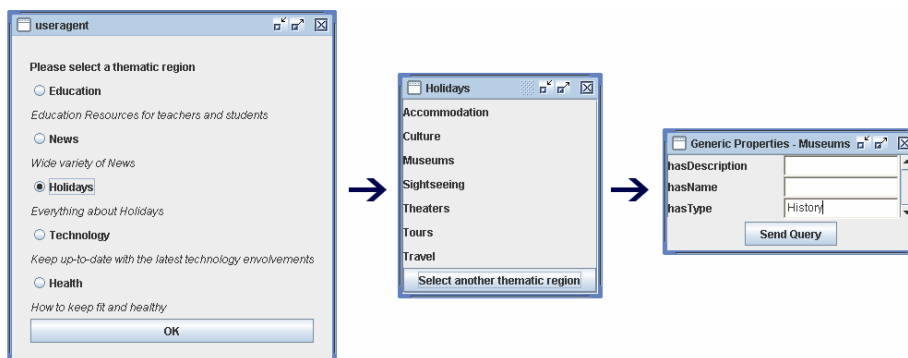 useragent
Please select a thematic region
Education
Education Resources for teachers and students
News
Wide variety of News
Holidays
Everything about Holidays
Technology
Keep up-to-date with the latest technology envolvements
Health
How to keep fit and healthy
OK
Holidays
Accommodation
Culture
Museums
Sightseeing
Theaters
Tours
Travel
Select another thematic region
Generic Properties - Museums
hasDescription
hasName
hasType History
Send Query